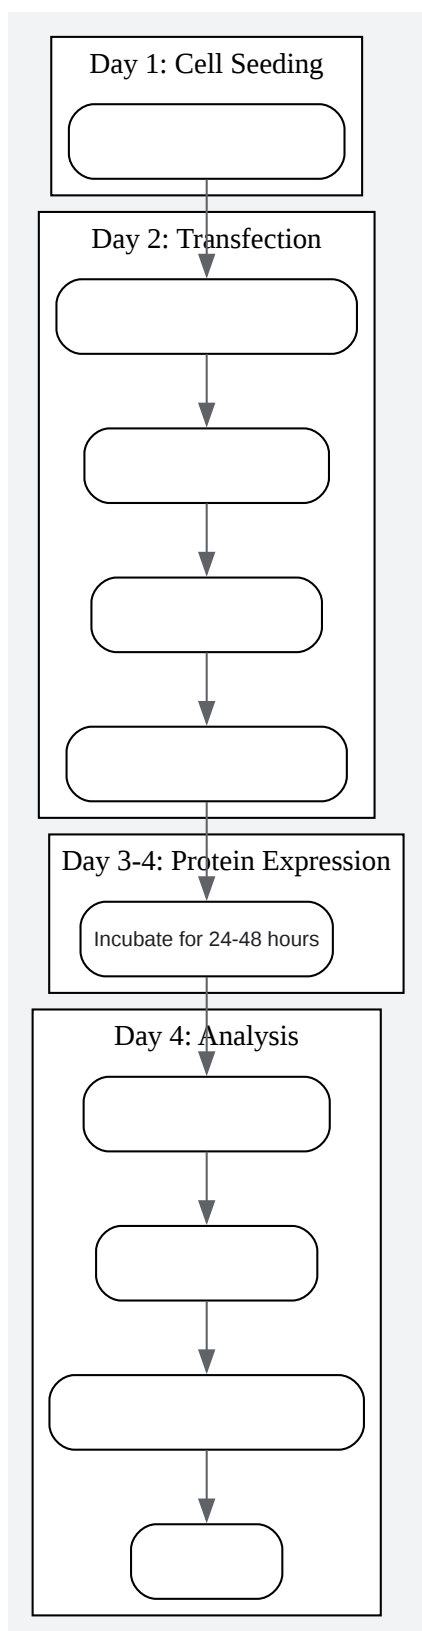 Day 1: Cell Seeding
Day 2: Transfection
Day 3-4: Protein Expression
Incubate for 24-48 hours
Day 4: Analysis